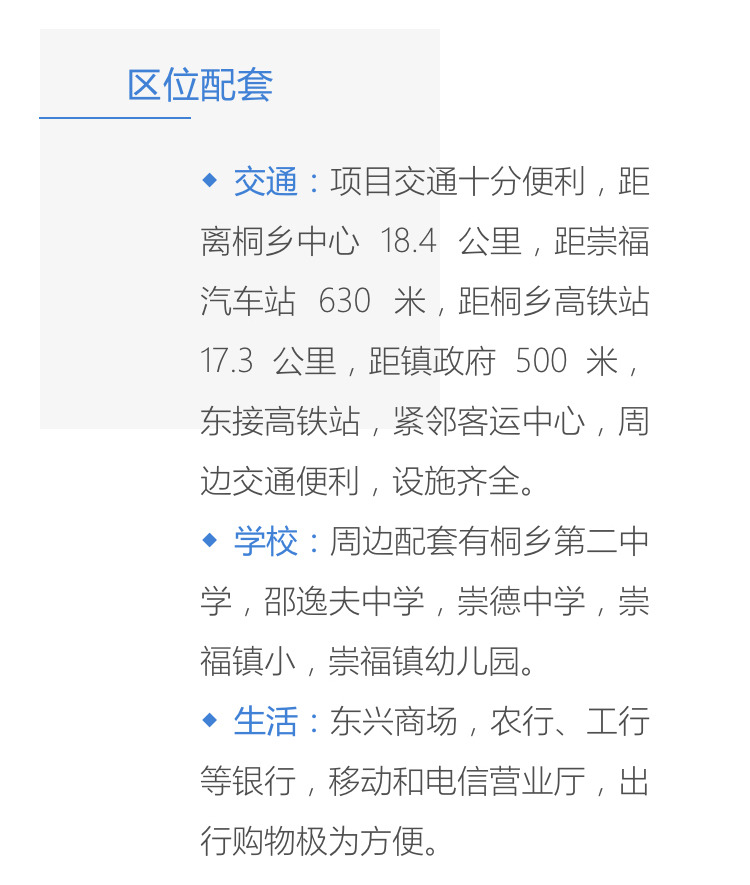 区位配套
◆ 交通：项目交通十分便利，距
离桐乡中心 18.4 公里，距崇福
汽车站 630 米，距桐乡高铁站
17.3 公里，距镇政府 500 米，
东接高铁站，紧邻客运中心，周
边交通便利，设施齐全。
◆ 学校：周边配套有桐乡第二中
学，邵逸夫中学，崇德中学，崇
福镇小，崇福镇幼儿园。
◆ 生活：东兴商场，农行、工行
等银行，移动和电信营业厅，出
行购物极为方便。